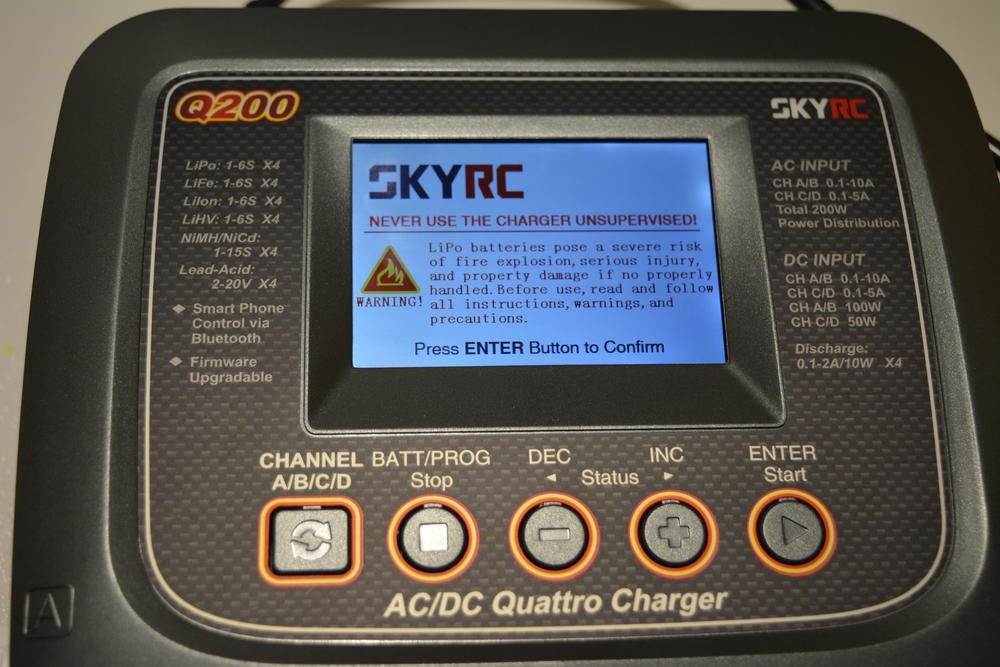 Q200
SKYRC
LiPo: 1-6S X4
LiFe: 1-6S X4
LiIon: 1-6S X4
LiHV: 1-6S X4
NiMH/NiCd:
1-15S X4
Lead-Acid:
2-20V X4
Smart Phone
Control via
Bluetooth
Firmware
Upgradable
SKYRC
NEVER USE THE CHARGER UNSUPERVISED!
LiPo batteries pose a severe risk
of fire explosion, serious injury,
and property damage if no properly
handled. Before use, read and follow
all instructions, warnings, and
precautions.
WARNING!
Press ENTER Button to Confirm
AC INPUT
CH A/B 0.1-10A
CH C/D 0.1-5A
Total 200W
Power Distribution
DC INPUT
CH A/B 0.1-10A
CH C/D 0.1-5A
CH A/B 100W
CH C/D 50W
Discharge:
0.1-2A/10W X4
CHANNEL BATT/PROG DEC INC ENTER
A/B/C/D Stop ◄ Status ► Start
AC/DC Quattro Charger
A